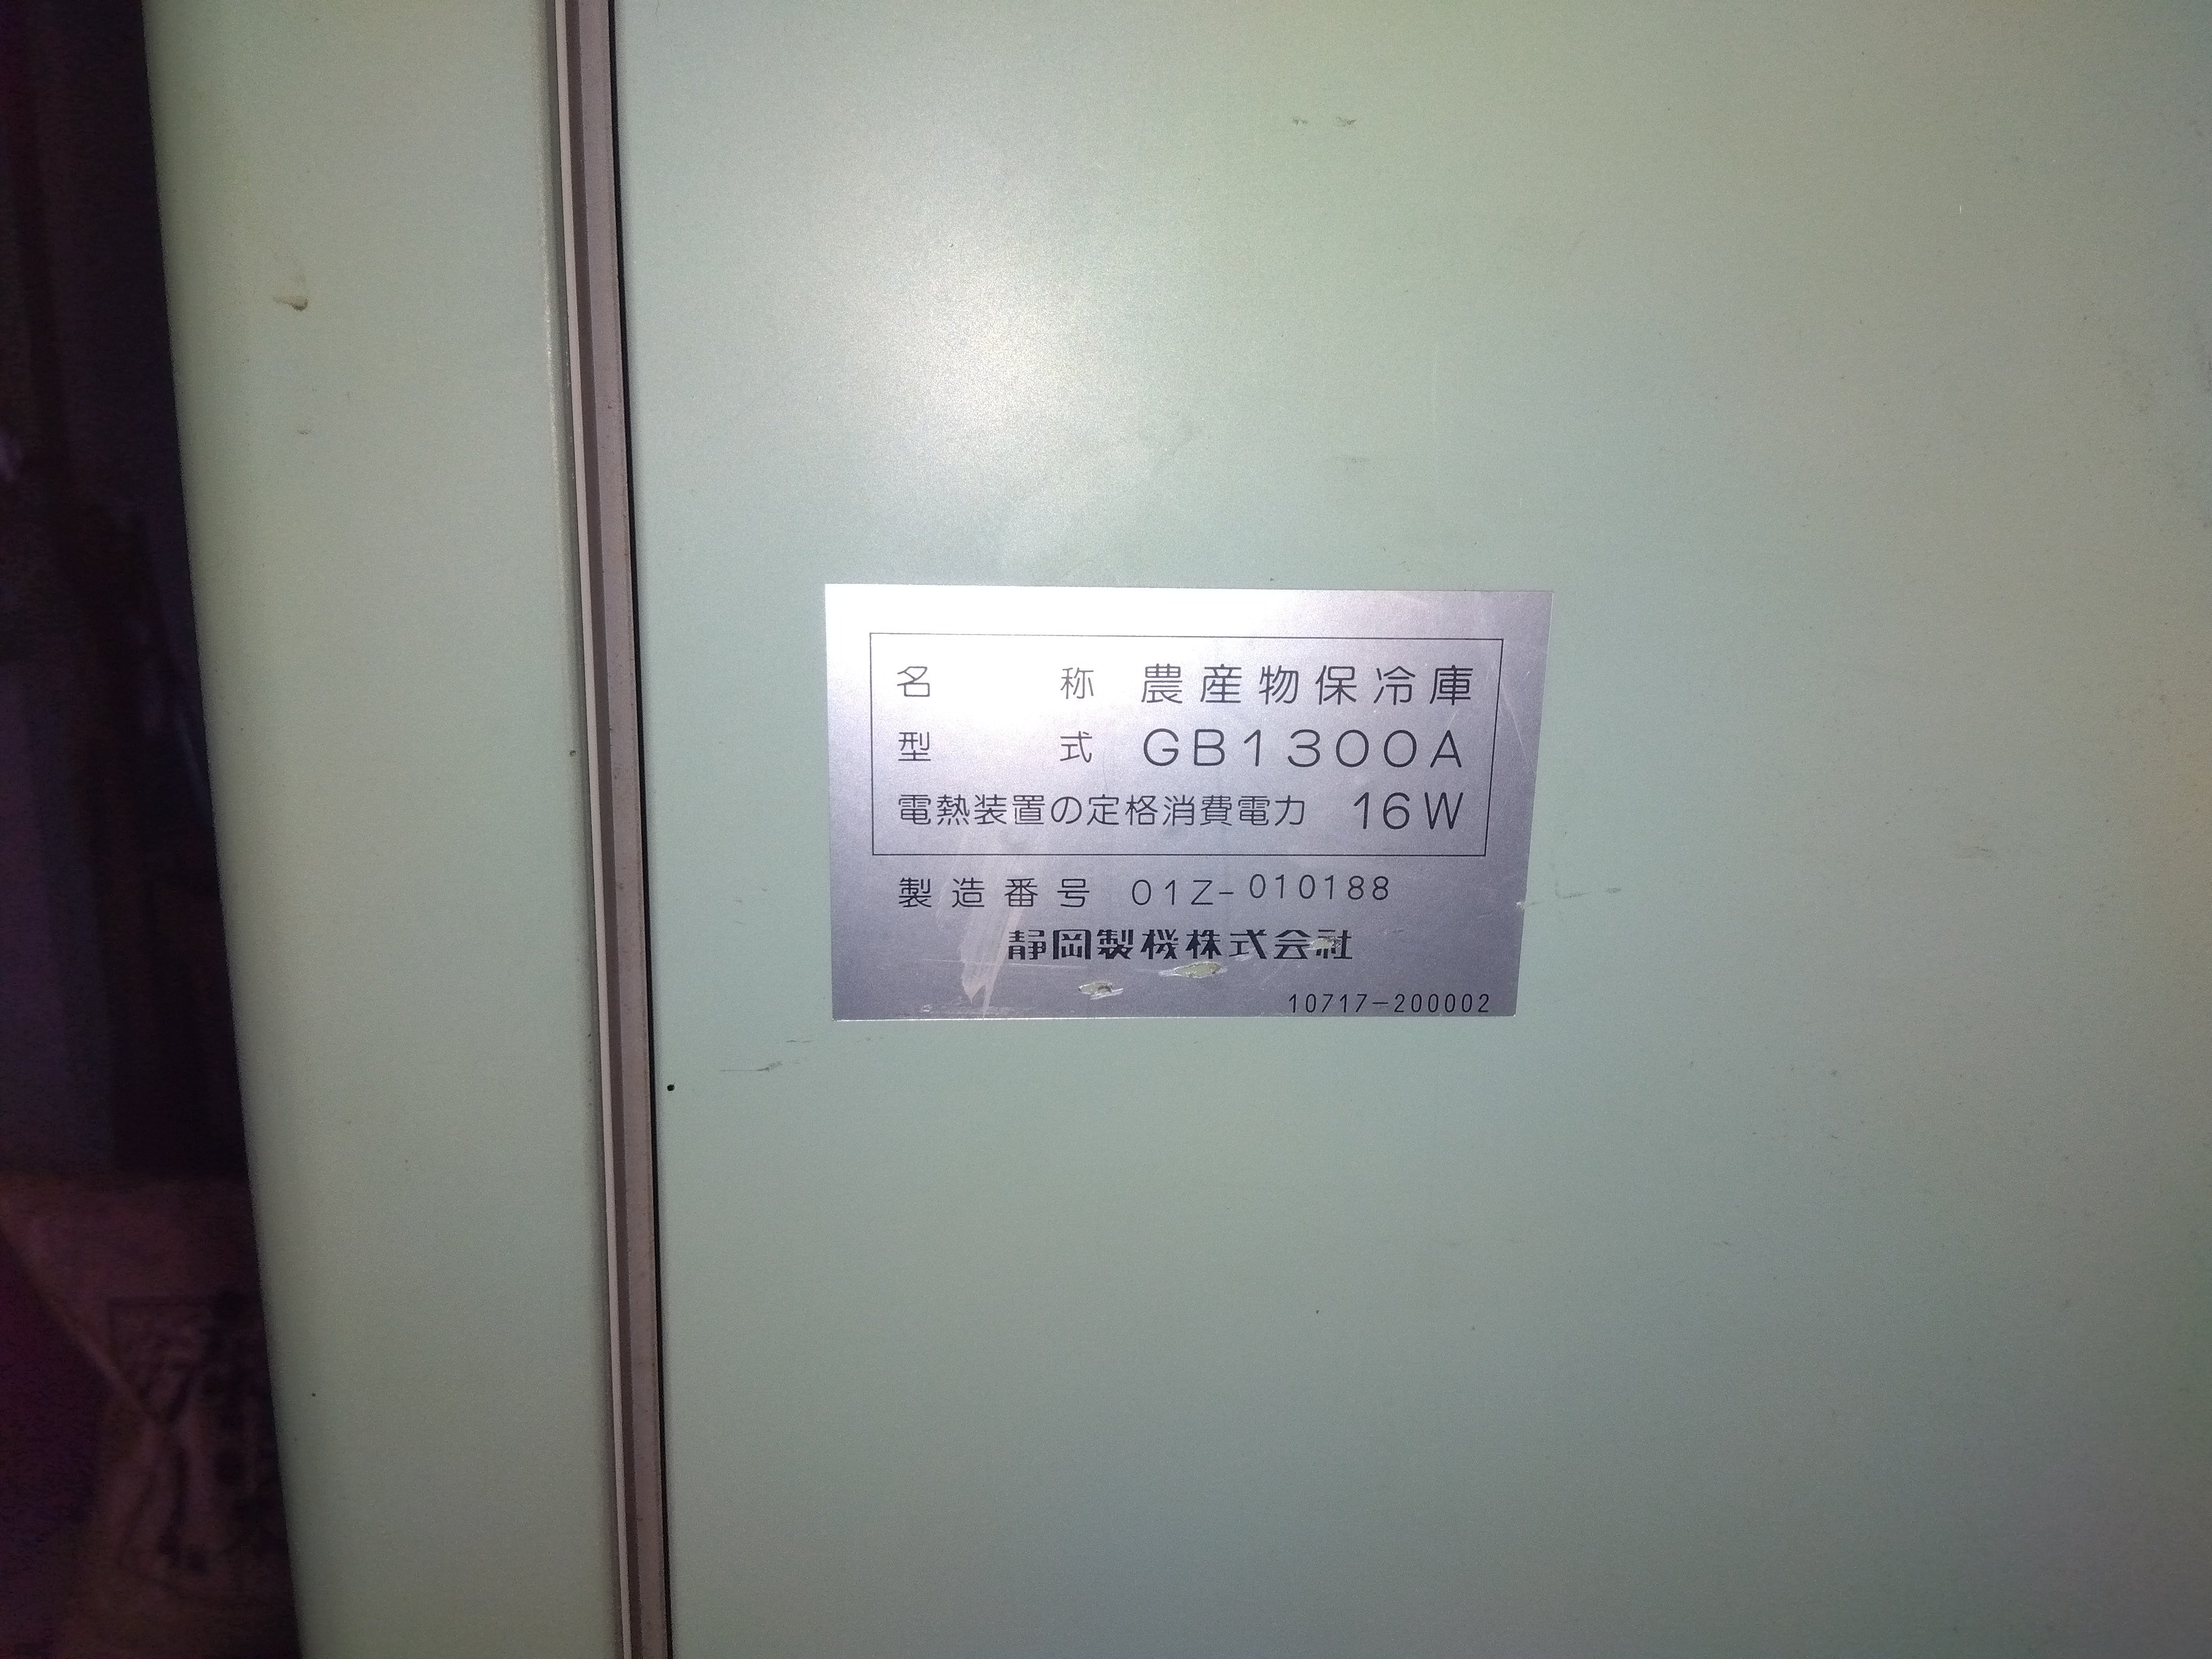 名称 農産物保冷庫
型式 GB1300A
電熱装置の定格消費電力 16W
製造番号 01Z-010188
静岡製機株式会社
10717-200002